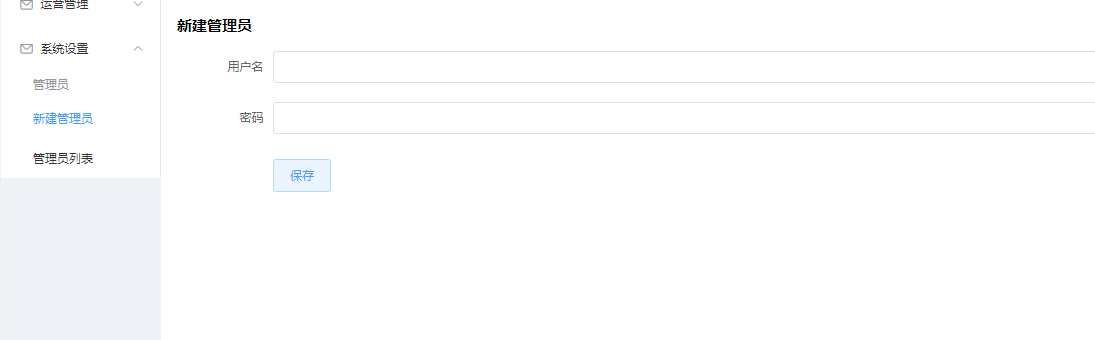 运营管理
系统设置
管理员
新建管理员
管理员列表
新建管理员
用户名
密码
保存